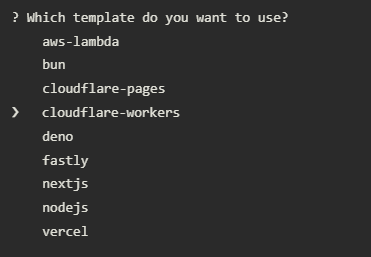 ? Which template do you want to use?
aws-lambda
bun
cloudflare-pages
❯ cloudflare-workers
deno
fastly
nextjs
nodejs
vercel